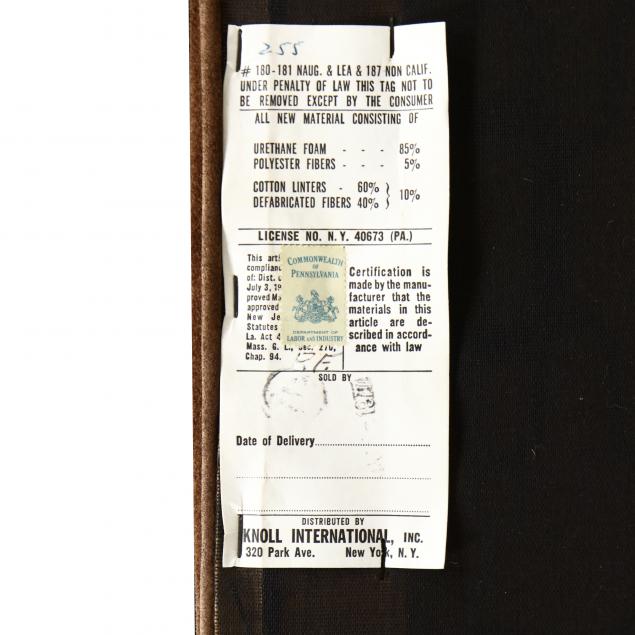 255
# 180-181 NAUG. & LEA & 187 NON CALIF.
UNDER PENALTY OF LAW THIS TAG NOT TO
BE REMOVED EXCEPT BY THE CONSUMER
ALL NEW MATERIAL CONSISTING OF
URETHANE FOAM - - - 85%
POLYESTER FIBERS - - - 5%
COTTON LINTERS - 60%
DEFABRICATED FIBERS 40% } 10%
LICENSE NO. N.Y. 40673 (PA.)
This
complianc
of: Dist.
July 3, 19
proved
approved
New
Statutes
La. Act 4
Mass. G. L., Sec. 270,
Chap. 94.
COMMONWEALTH
OF
PENNSYLVANIA
DEPARTMENT OF
LABOR AND INDUSTRY
Certification is
made by the manu-
facturer that the
materials in this
article are de-
scribed in accord-
ance with law
SOLD BY
Date of Delivery
DISTRIBUTED BY
KNOLL INTERNATIONAL, INC.
320 Park Ave. New York, N. Y.